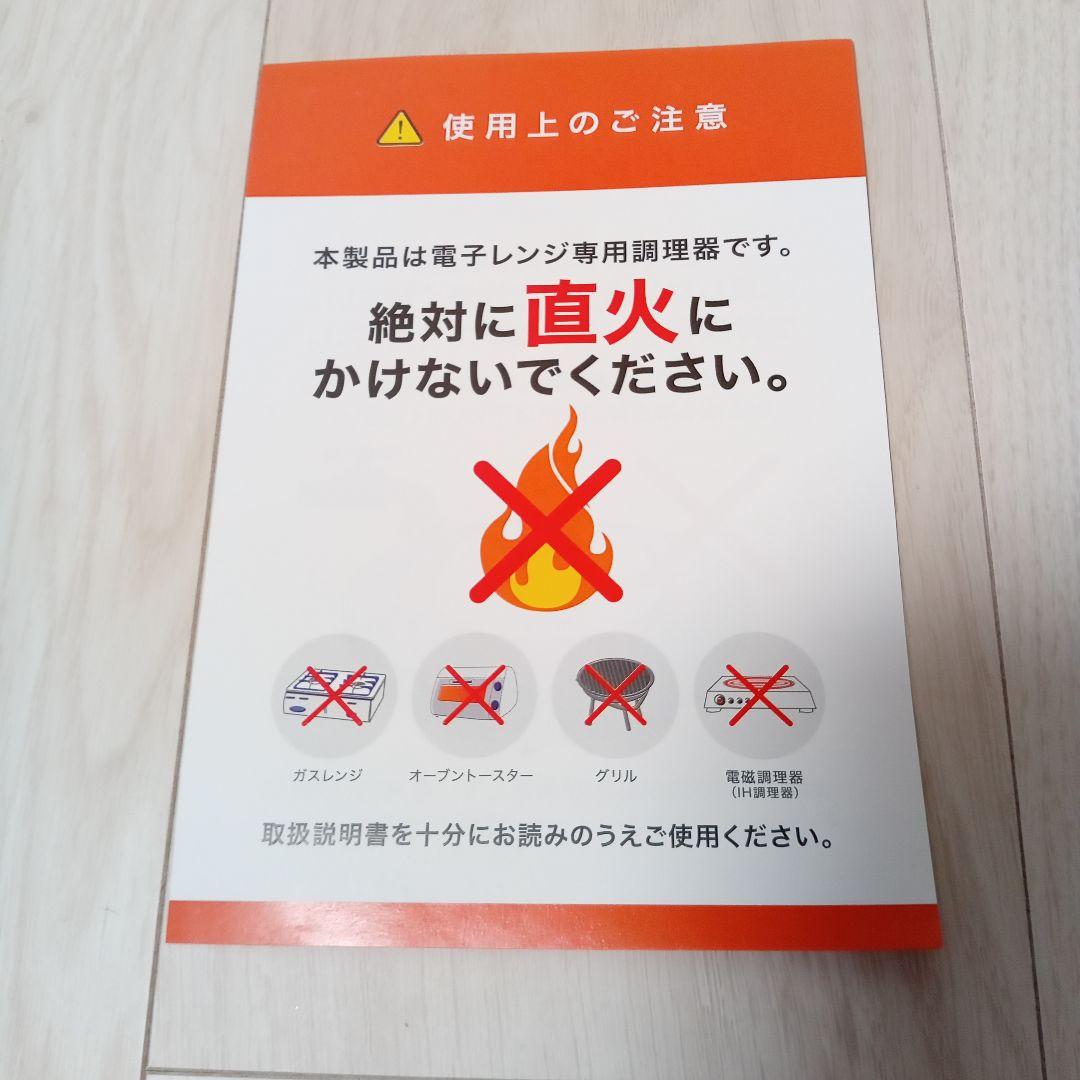 使用上のご注意
本製品は電子レンジ専用調理器です。
絶対に直火に
かけないでください。
ガスレンジ
オーブントースター
グリル
電磁調理器
（IH調理器）
取扱説明書を十分にお読みのうえご使用ください。